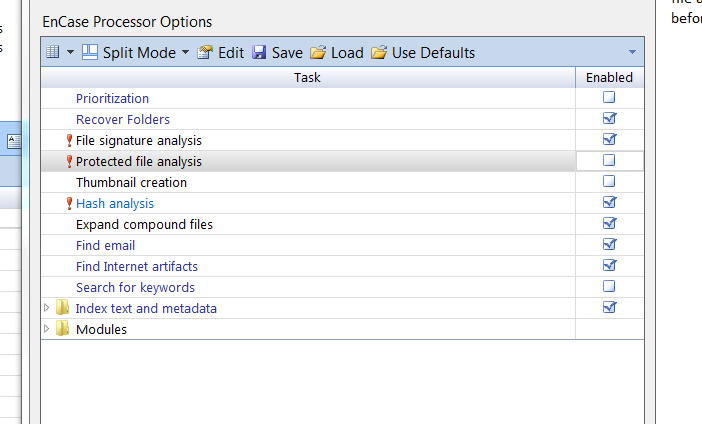 EnCase Processor Options
Split Mode Edit Save Load Use Defaults
Task Enabled
Prioritization
Recover Folders
File signature analysis
Protected file analysis
Thumbnail creation
Hash analysis
Expand compound files
Find email
Find Internet artifacts
Search for keywords
Index text and metadata
Modules